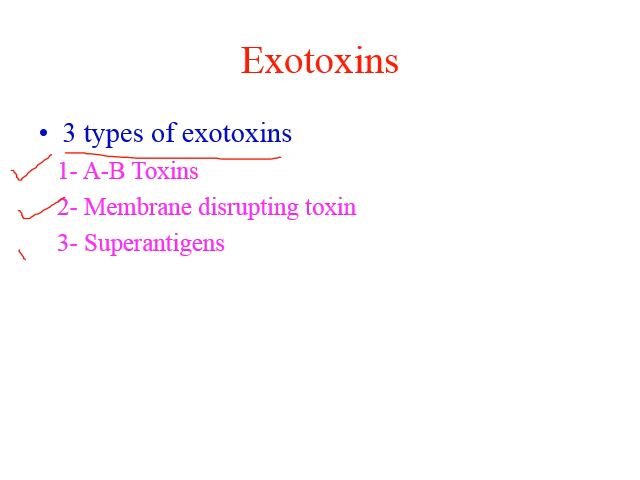 Exotoxins
• 3 types of exotoxins
1- A-B Toxins
2- Membrane disrupting toxin
3- Superantigens